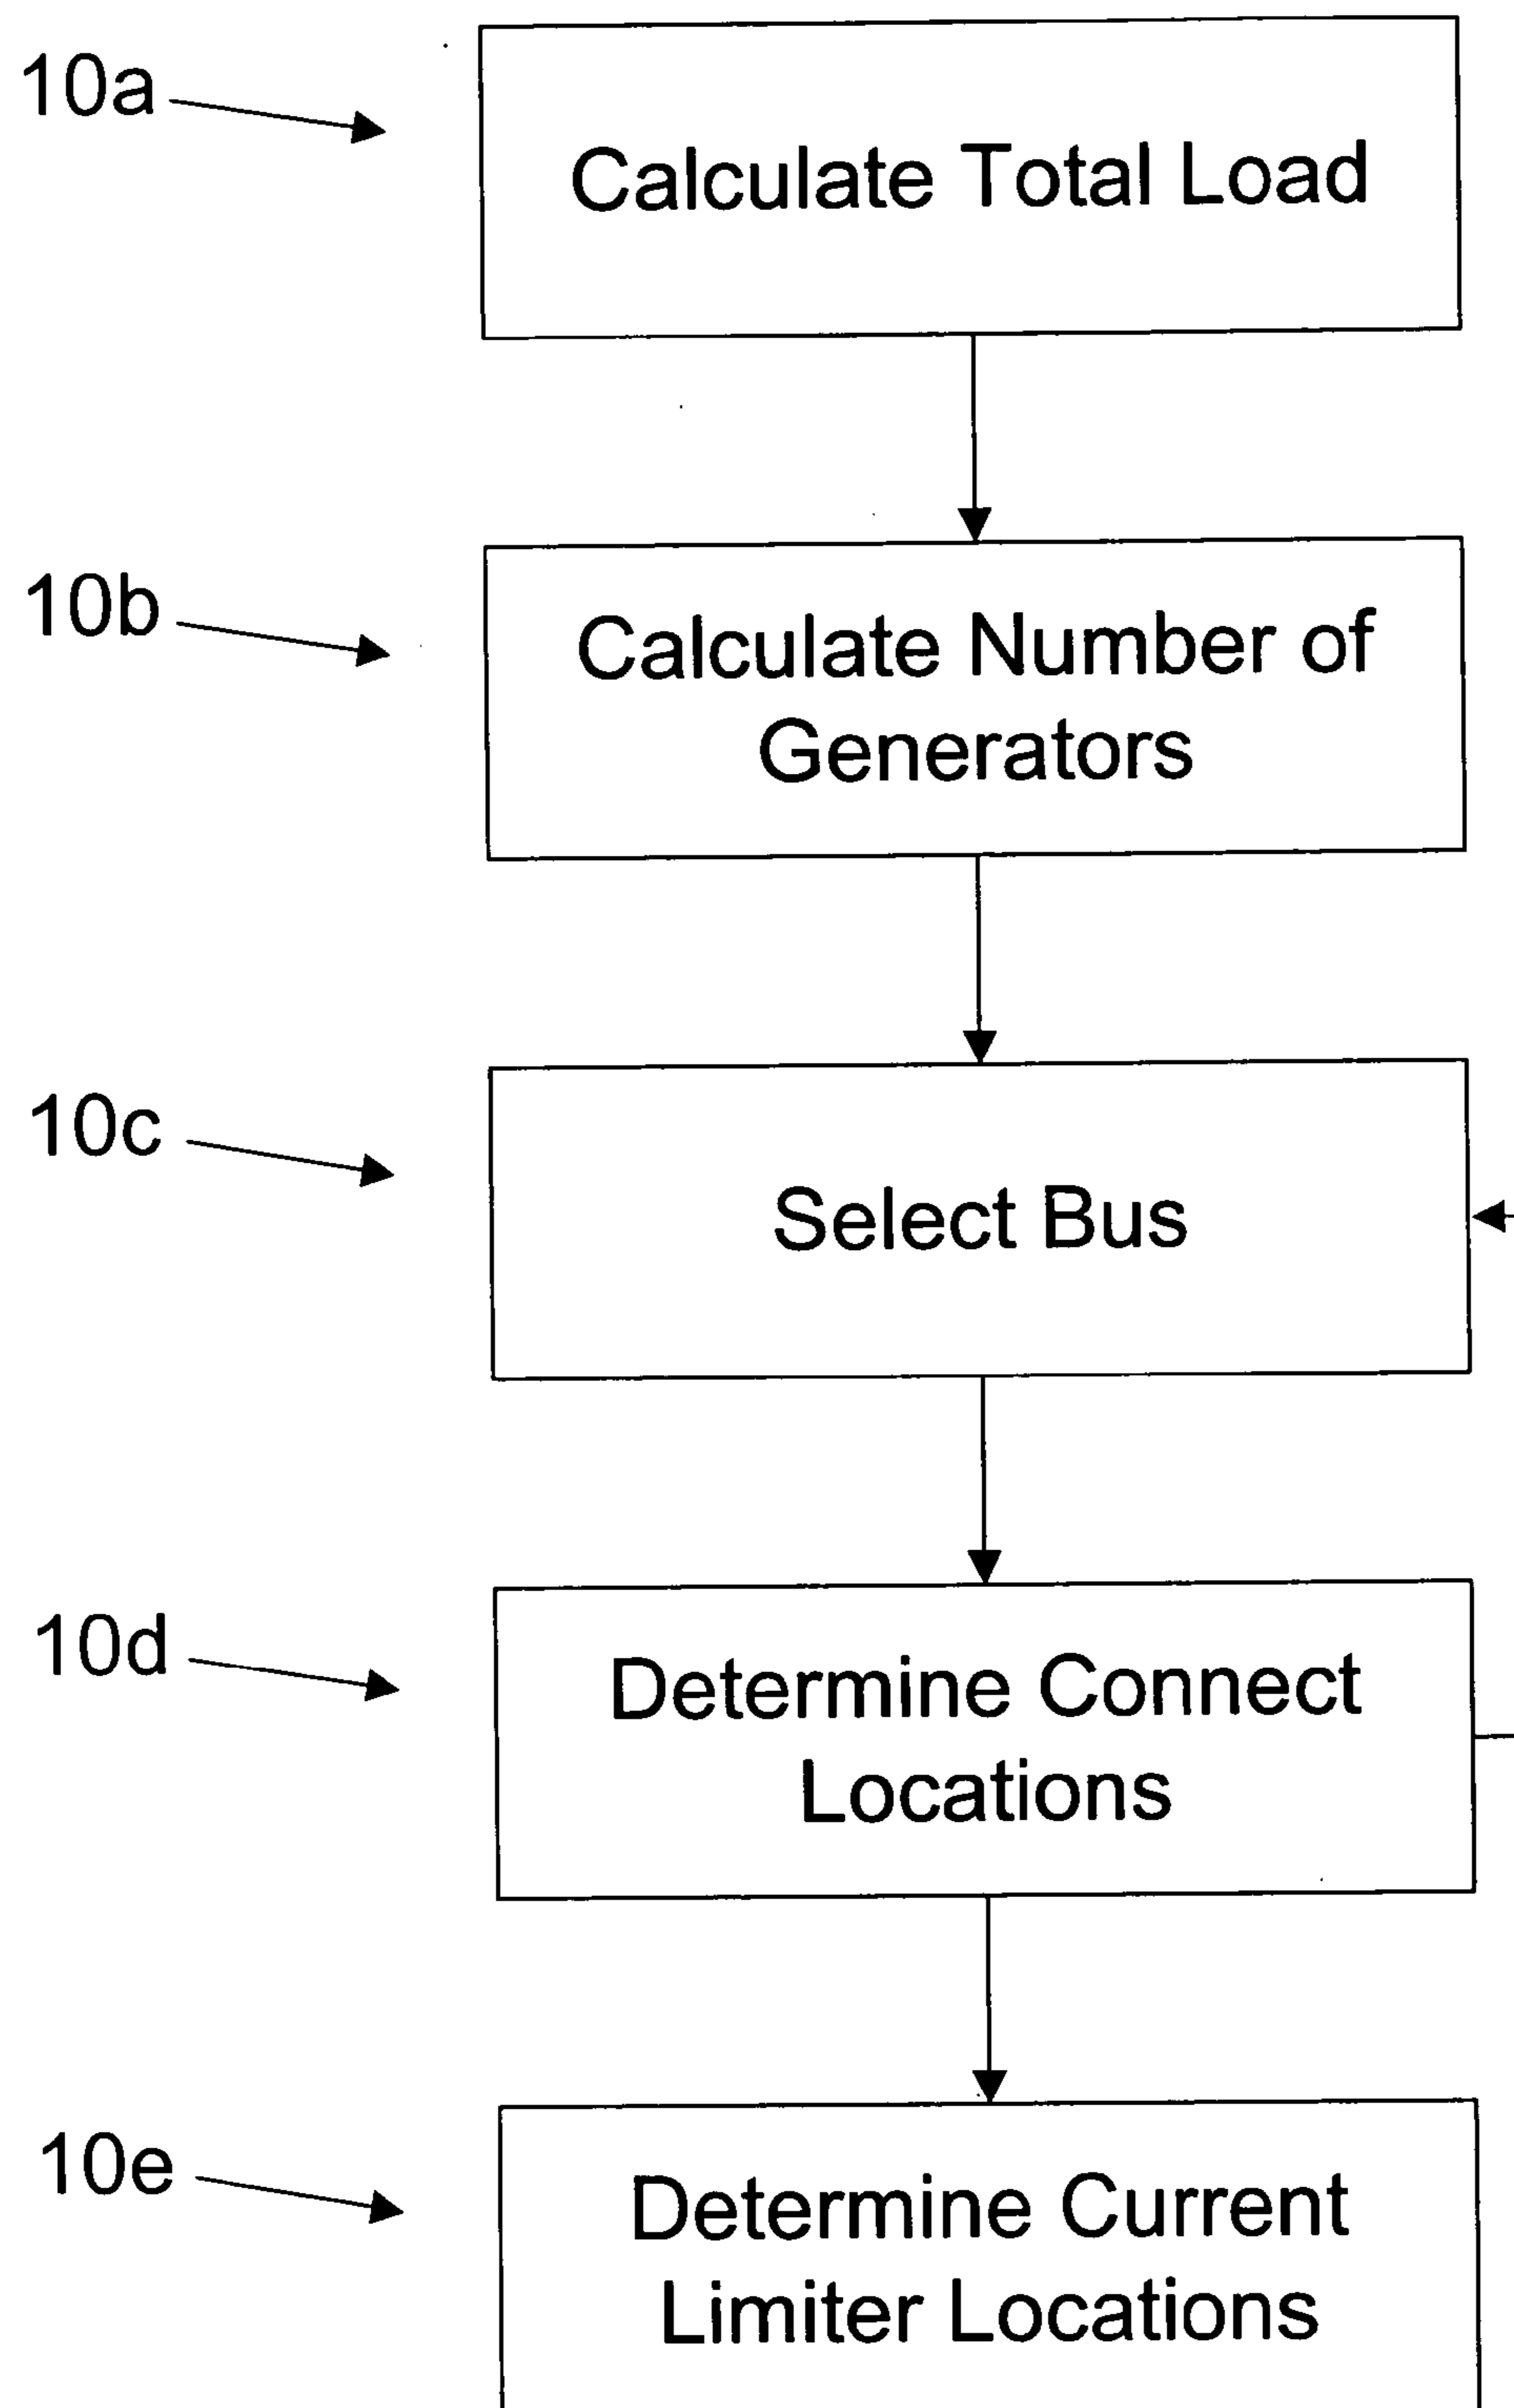 10a
Calculate Total Load
10b
Calculate Number of
Generators
10c
Select Bus
10d
Determine Connect
Locations
10e
Determine Current
Limiter Locations